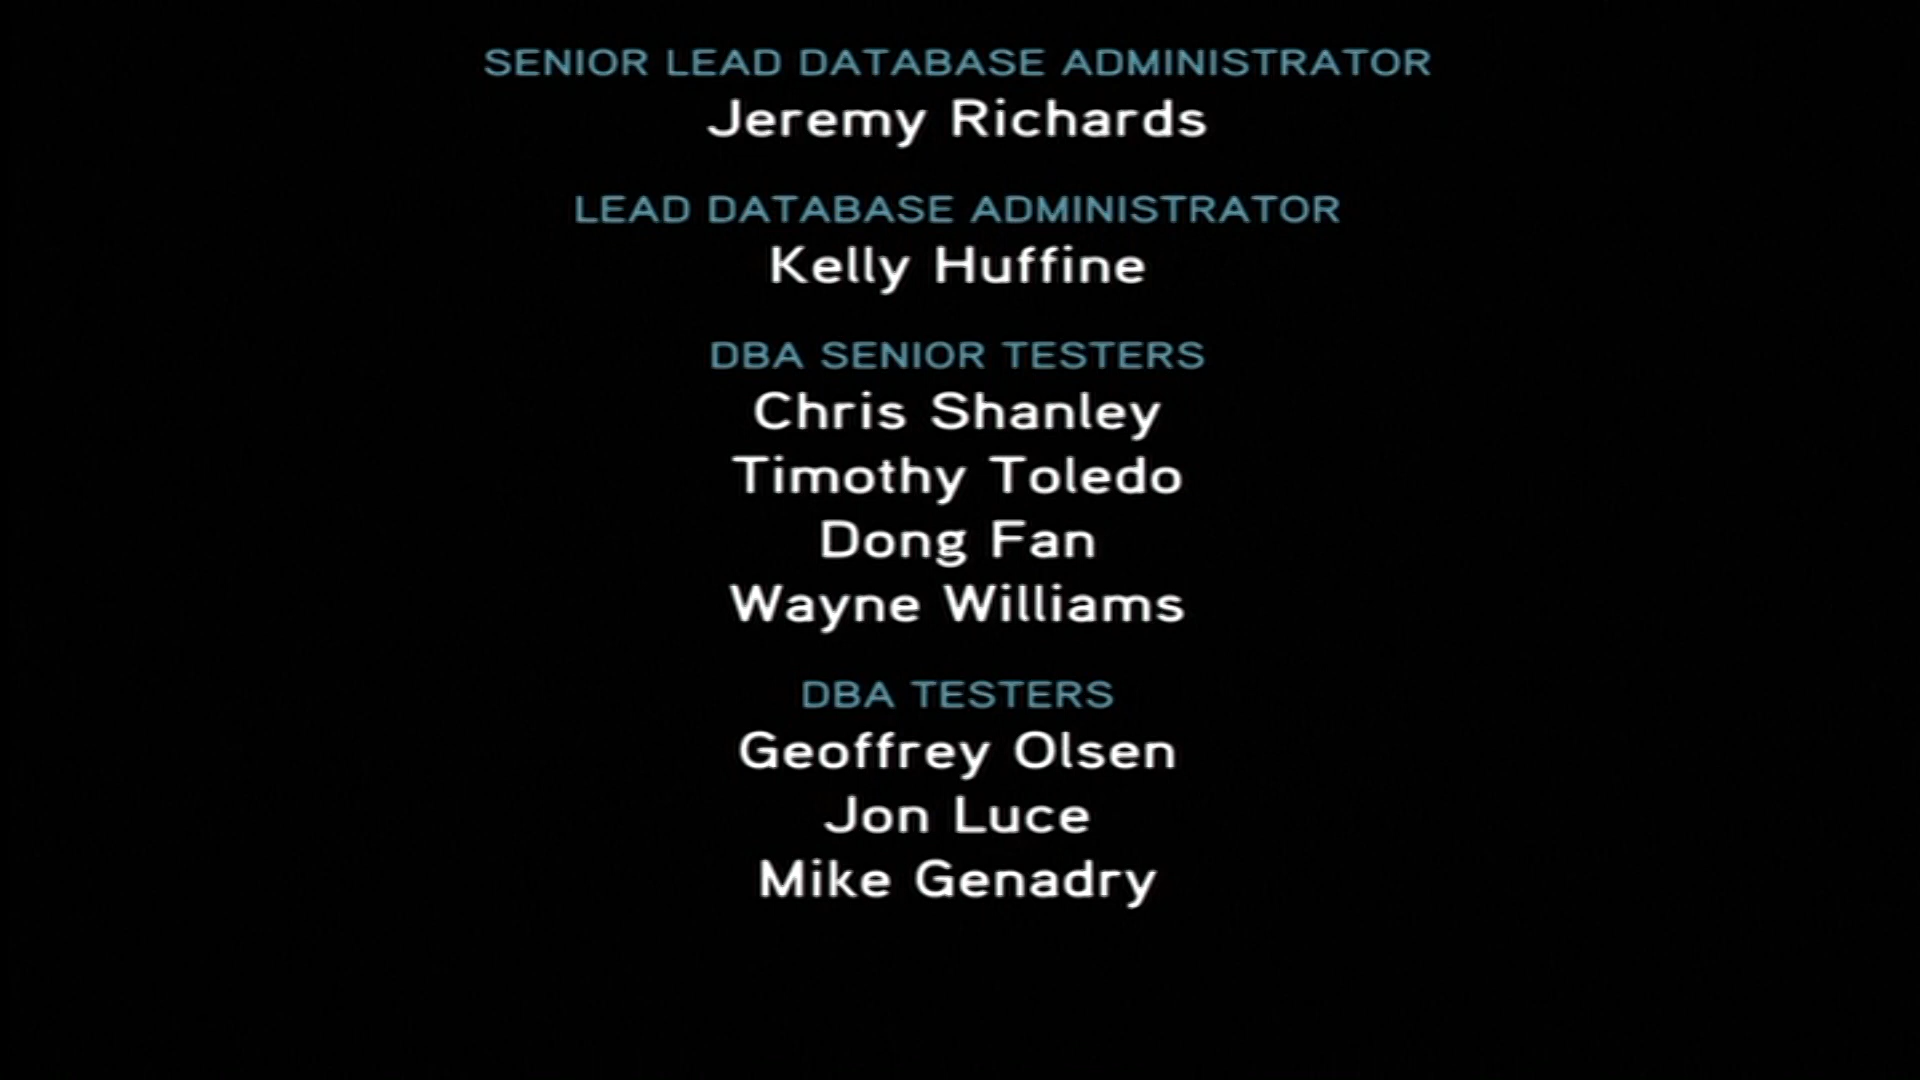 SENIOR LEAD DATABASE ADMINISTRATOR
Jeremy Richards
LEAD DATABASE ADMINISTRATOR
Kelly Huffine
DBA SENIOR TESTERS
Chris Shanley
Timothy Toledo
Dong Fan
Wayne Williams
DBA TESTERS
Geoffrey Olsen
Jon Luce
Mike Genadry